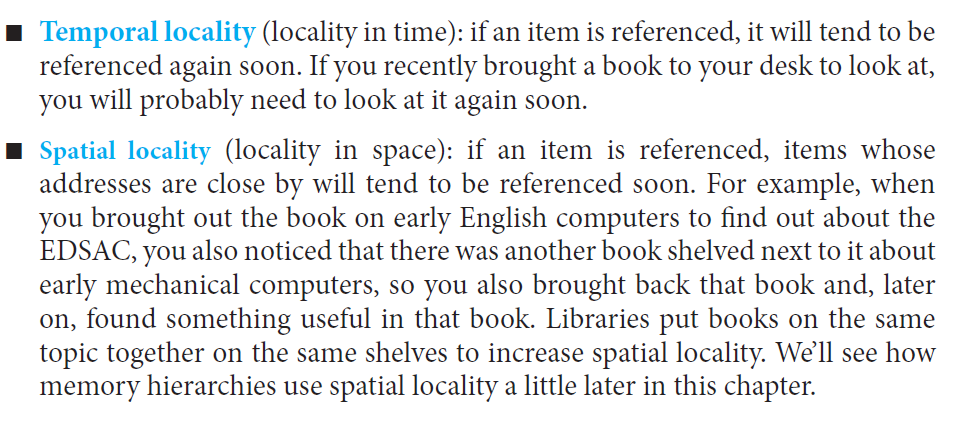 ■ Temporal locality (locality in time): if an item is referenced, it will tend to be
referenced again soon. If you recently brought a book to your desk to look at,
you will probably need to look at it again soon.
■ Spatial locality (locality in space): if an item is referenced, items whose
addresses are close by will tend to be referenced soon. For example, when
you brought out the book on early English computers to find out about the
EDSAC, you also noticed that there was another book shelved next to it about
early mechanical computers, so you also brought back that book and, later
on, found something useful in that book. Libraries put books on the same
topic together on the same shelves to increase spatial locality. We’ll see how
memory hierarchies use spatial locality a little later in this chapter.